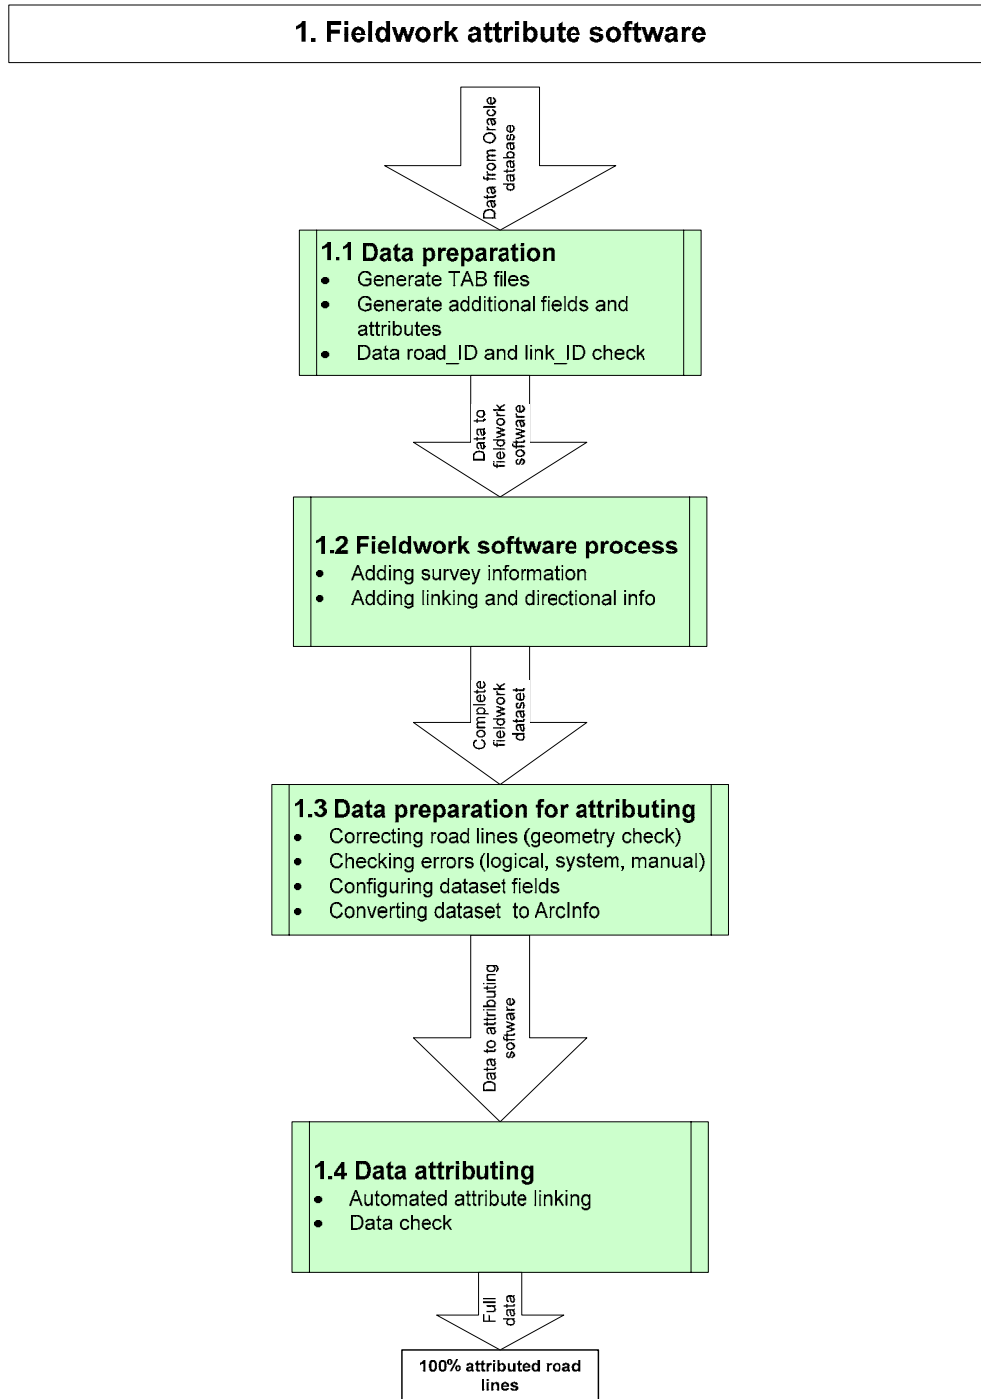 1. Fieldwork attribute software
Data from Oracle
database
1.1 Data preparation
• Generate TAB files
• Generate additional fields and
attributes
• Data road_ID and link_ID check
Data to
fieldwork
software
1.2 Fieldwork software process
• Adding survey information
• Adding linking and directional info
Complete
fieldwork
dataset
1.3 Data preparation for attributing
• Correcting road lines (geometry check)
• Checking errors (logical, system, manual)
• Configuring dataset fields
• Converting dataset to ArcInfo
Data to attributing
software
1.4 Data attributing
• Automated attribute linking
• Data check
Full
data
100% attributed road
lines